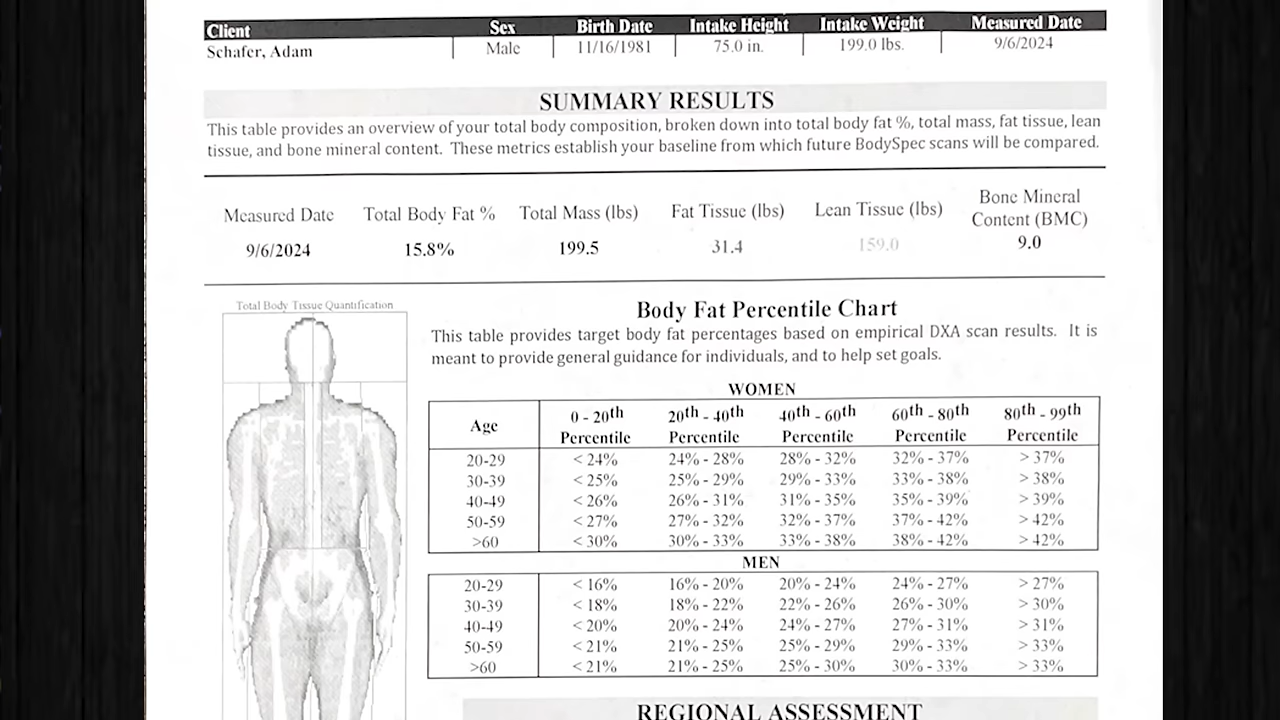 Client Sex Birth Date Intake Height Intake Weight Measured Date
Schafer, Adam Male 11/16/1981 75.0 in. 199.0 lbs. 9/6/2024
SUMMARY RESULTS
This table provides an overview of your total body composition, broken down into total body fat %, total mass, fat tissue, lean
tissue, and bone mineral content. These metrics establish your baseline from which future BodySpec scans will be compared.
Measured Date Total Body Fat % Total Mass (lbs) Fat Tissue (lbs) Lean Tissue (lbs) Bone Mineral
Content (BMC)
9/6/2024 15.8% 199.5 31.4 159.0 9.0
Total Body Tissue Quantification
Body Fat Percentile Chart
This table provides target body fat percentages based on empirical DXA scan results. It is
meant to provide general guidance for individuals, and to help set goals.
WOMEN
Age 0 - 20th 20th - 40th 40th - 60th 60th - 80th 80th - 99th
Percentile Percentile Percentile Percentile Percentile
20-29 < 24% 24% - 28% 28% - 32% 32% - 37% > 37%
30-39 < 25% 25% - 29% 29% - 33% 33% - 38% > 38%
40-49 < 26% 26% - 31% 31% - 35% 35% - 39% > 39%
50-59 < 27% 27% - 32% 32% - 37% 37% - 42% > 42%
>60 < 30% 30% - 33% 33% - 38% 38% - 42% > 42%
MEN
20-29 < 16% 16% - 20% 20% - 24% 24% - 27% > 27%
30-39 < 18% 18% - 22% 22% - 26% 26% - 30% > 30%
40-49 < 20% 20% - 24% 24% - 27% 27% - 31% > 31%
50-59 < 21% 21% - 25% 25% - 29% 29% - 33% > 33%
>60 < 21% 21% - 25% 25% - 30% 30% - 33% > 33%
REGIONAL ASSESSMENT